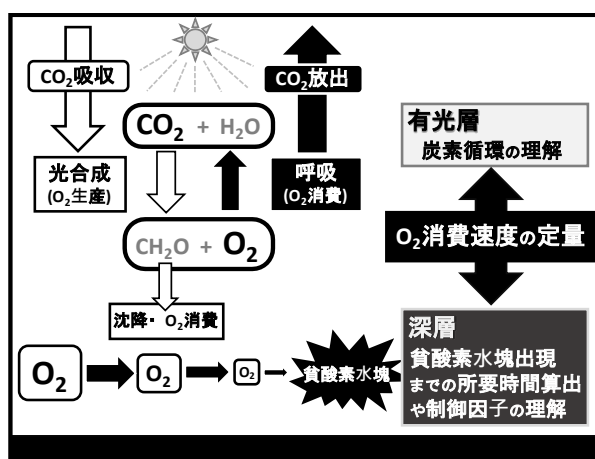 CO₂吸収
CO₂放出
CO₂ + H₂O
光合成
(O₂生産)
呼吸
(O₂消費)
CH₂O + O₂
沈降・ O₂消費
O₂
O₂
O₂
貧酸素水塊
有光層
炭素循環の理解
O₂消費速度の定量
深層
貧酸素水塊出現
までの所要時間算出
や制御因子の理解